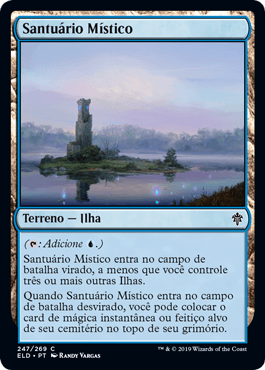 Santuário Místico
Terreno — Ilha
(: Adicione .)
Santuário Místico entra no campo de
batalha virado, a menos que você controle
três ou mais outras Ilhas.
Quando Santuário Místico entra no campo
de batalha desvirado, você pode colocar o
card de mágica instantânea ou feitiço alvo
de seu cemitério no topo de seu grimório.
247/269 C
ELD • PT RANDY VARGAS
™ & © 2019 Wizards of the Coast